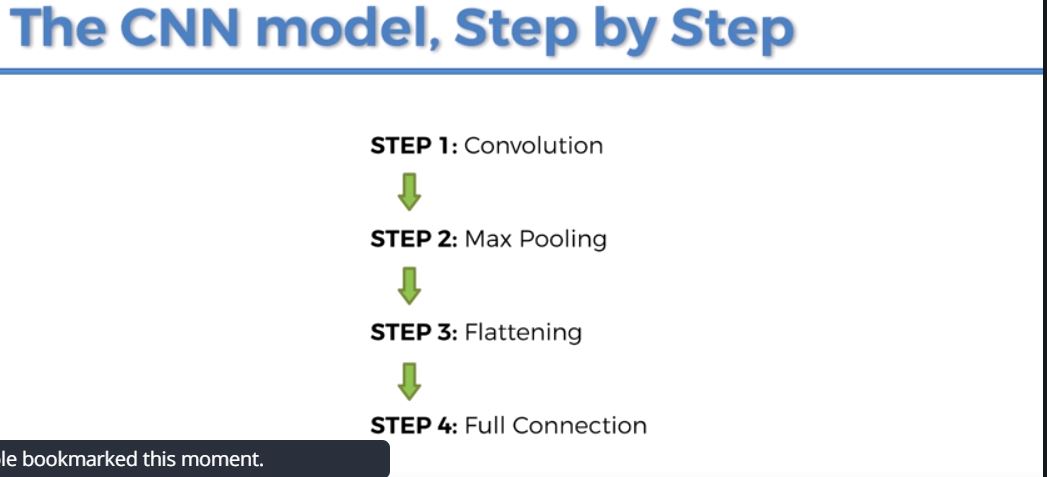 The CNN model, Step by Step
STEP 1: Convolution
STEP 2: Max Pooling
STEP 3: Flattening
STEP 4: Full Connection
le bookmarked this moment.